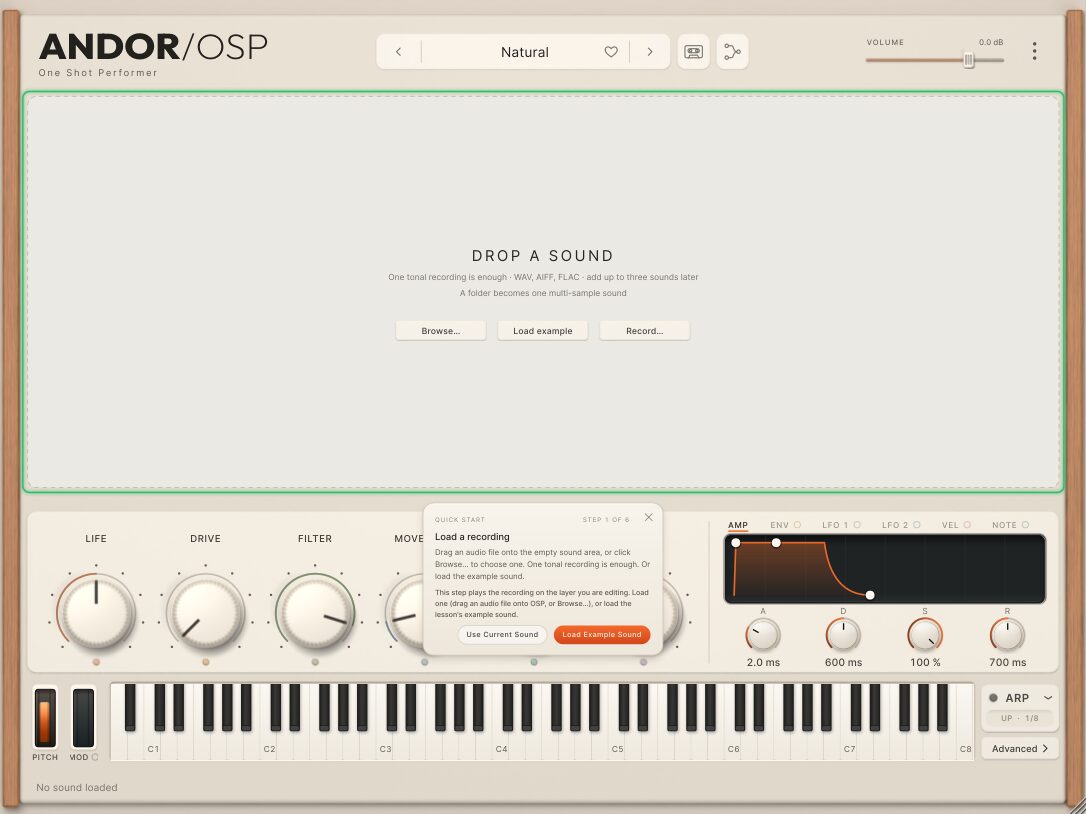 ANDOR/OSP
One Shot Performer
Natural
VOLUME 0.0 dB
DROP A SOUND
One tonal recording is enough · WAV, AIFF, FLAC · add up to three sounds later
A folder becomes one multi-sample sound
Browse... Load example Record...
QUICK START STEP 1 OF 6
Load a recording
Drag an audio file onto the empty sound area, or click
Browse... to choose one. One tonal recording is enough. Or
load the example sound.
This step plays the recording on the layer you are editing. Load
one (drag an audio file onto OSP, or Browse...), or load the
lesson's example sound.
Use Current Sound Load Example Sound
LIFE DRIVE FILTER MOVE
AMP ENV LFO 1 LFO 2 VEL NOTE
A D S R
2.0 ms 600 ms 100 % 700 ms
PITCH MOD
C1 C2 C3 C4 C5 C6 C7 C8
ARP
UP · 1/8
Advanced
No sound loaded